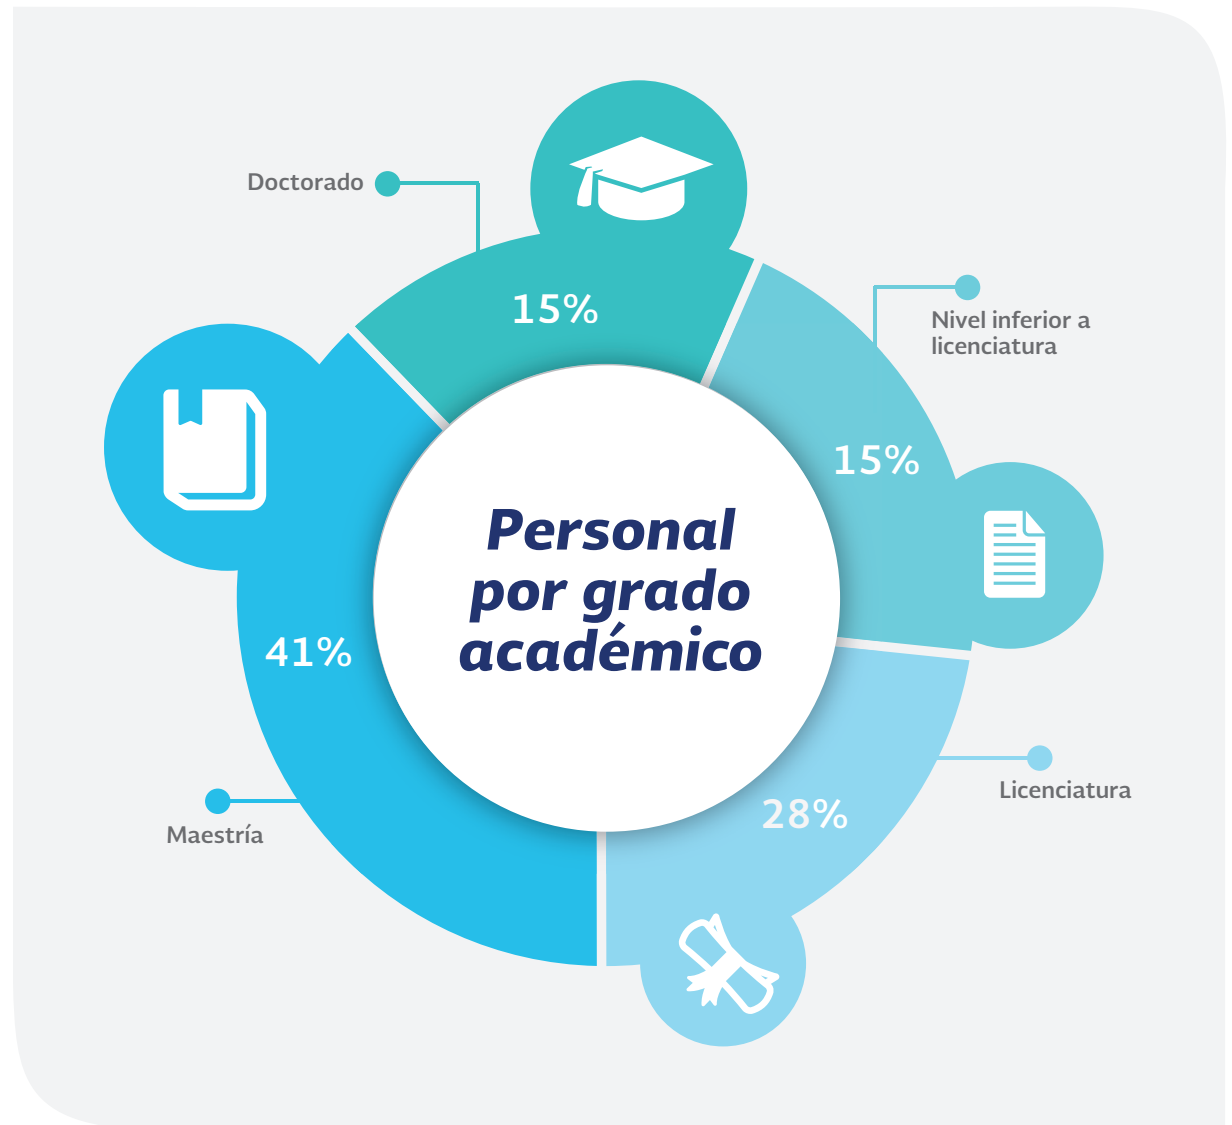 Doctorado
15%
Nivel inferior a
licenciatura
15%
Personal
por grado
académico
41%
Maestría
28%
Licenciatura